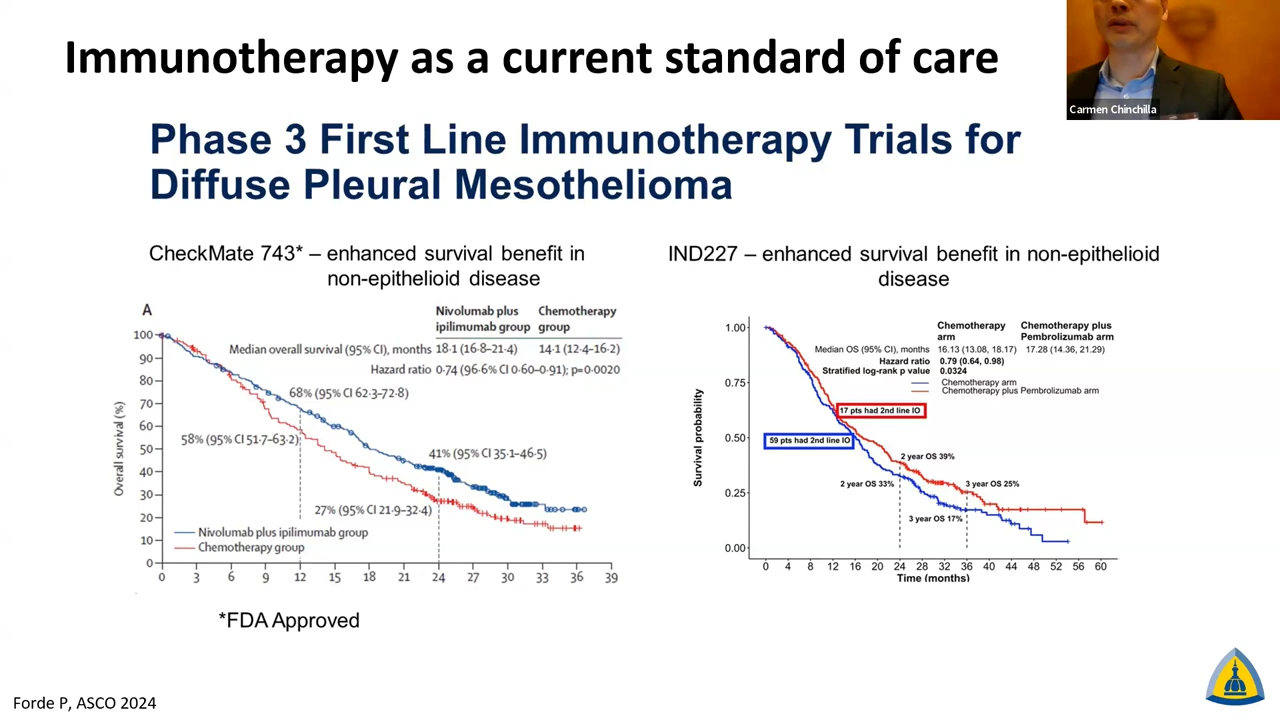 Immunotherapy as a current standard of care
Carmen Chinchilla
Phase 3 First Line Immunotherapy Trials for
Diffuse Pleural Mesothelioma
CheckMate 743* – enhanced survival benefit in
non-epithelioid disease
A
Nivolumab plus
ipilimumab group
Chemotherapy
group
Median overall survival (95% CI), months 18·1 (16·8–21·4) 14·1 (12·4–16·2)
Hazard ratio 0·74 (96·6% CI 0·60–0·91); p=0·0020
68% (95% CI 62·3–72·8)
58% (95% CI 51·7–63·2)
41% (95% CI 35·1–46·5)
27% (95% CI 21·9–32·4)
Nivolumab plus ipilimumab group
Chemotherapy group
Overall survival (%)
100
90
80
70
60
50
40
30
20
10
0
0 3 6 9 12 15 18 21 24 27 30 33 36 39
*FDA Approved
IND227 – enhanced survival benefit in non-epithelioid
disease
Chemotherapy
arm
Chemotherapy plus
Pembrolizumab arm
Median OS (95% CI), months 16.13 (13.08, 18.17) 17.28 (14.36, 21.29)
Hazard ratio 0.79 (0.64, 0.98)
Stratified log-rank p value 0.0324
Chemotherapy arm
Chemotherapy plus Pembrolizumab arm
17 pts had 2nd line IO
59 pts had 2nd line IO
2 year OS 39%
2 year OS 33%
3 year OS 25%
3 year OS 17%
Survival probability
1.00
0.75
0.50
0.25
0.00
0 4 8 12 16 20 24 28 32 36 40 44 48 52 56 60
Time (months)
Forde P, ASCO 2024